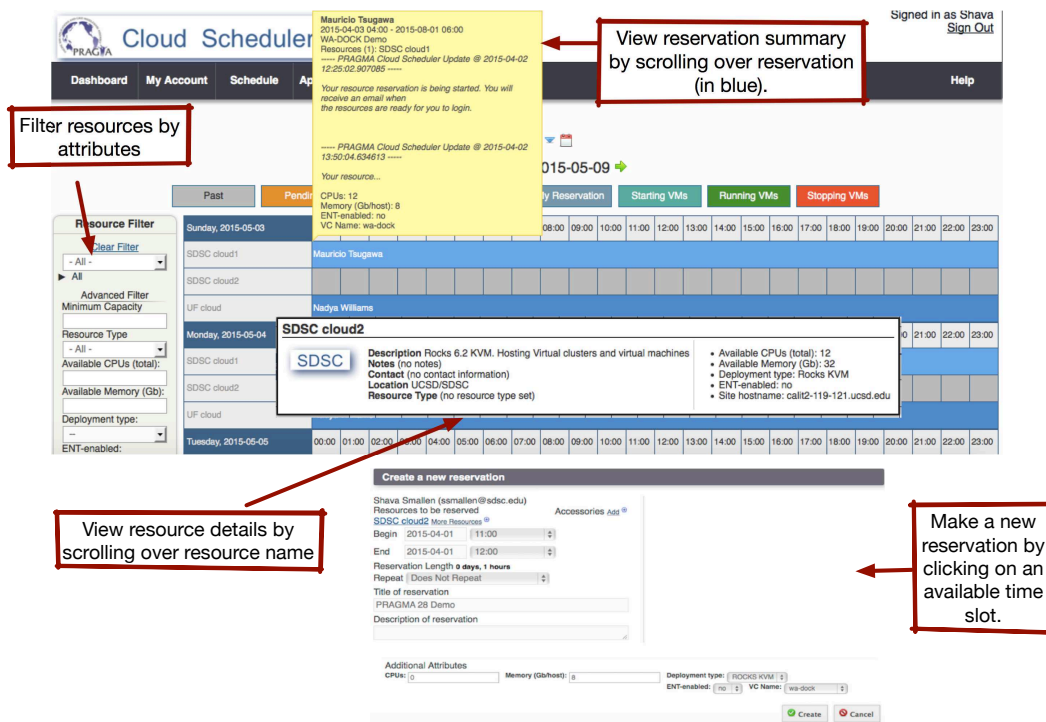 PRAGMA
Cloud Scheduler
Signed in as Shava
Sign Out
Dashboard My Account Schedule Ap
Help
Mauricio Tsugawa
2015-04-03 04:00 - 2015-08-01 06:00
WA-DOCK Demo
Resources (1): SDSC cloud1
----- PRAGMA Cloud Scheduler Update @ 2015-04-02
12:25:02.907085 -----
Your resource reservation is being started. You will
receive an email when
the resources are ready for you to login.
----- PRAGMA Cloud Scheduler Update @ 2015-04-02
13:50:04.634613 -----
Your resource...
CPUs: 12
Memory (Gb/host): 8
ENT-enabled: no
VC Name: wa-dock
View reservation summary
by scrolling over reservation
(in blue).
Filter resources by
attributes
015-05-09
Past Pendin y Reservation Starting VMs Running VMs Stopping VMs
Resource Filter
Clear Filter
- All -
All
Advanced Filter
Minimum Capacity
Resource Type
- All -
Available CPUs (total):
Available Memory (Gb):
Deployment type:
--
ENT-enabled:
Sunday, 2015-05-03 08:00 09:00 10:00 11:00 12:00 13:00 14:00 15:00 16:00 17:00 18:00 19:00 20:00 21:00 22:00 23:00
SDSC cloud1 Mauricio Tsugawa
SDSC cloud2
UF cloud Nadya Williams
Monday, 2015-05-04 0 21:00 22:00 23:00
SDSC cloud1
SDSC cloud2
UF cloud
Tuesday, 2015-05-05 00:00 01:00 02:00 03:00 04:00 05:00 06:00 07:00 08:00 09:00 10:00 11:00 12:00 13:00 14:00 15:00 16:00 17:00 18:00 19:00 20:00 21:00 22:00 23:00
SDSC cloud2
SDSC
Description Rocks 6.2 KVM. Hosting Virtual clusters and virtual machines
Notes (no notes)
Contact (no contact information)
Location UCSD/SDSC
Resource Type (no resource type set)
• Available CPUs (total): 12
• Available Memory (Gb): 32
• Deployment type: Rocks KVM
• ENT-enabled: no
• Site hostname: calit2-119-121.ucsd.edu
View resource details by
scrolling over resource name
Create a new reservation
Shava Smallen (ssmallen@sdsc.edu)
Resources to be reserved Accessories Add
SDSC cloud2 More Resources
Begin 2015-04-01 11:00
End 2015-04-01 12:00
Reservation Length 0 days, 1 hours
Repeat Does Not Repeat
Title of reservation
PRAGMA 28 Demo
Description of reservation
Additional Attributes
CPUs: 0 Memory (Gb/host): 8 Deployment type: ROCKS KVM
ENT-enabled: no VC Name: wa-dock
Create Cancel
Make a new
reservation by
clicking on an
available time
slot.